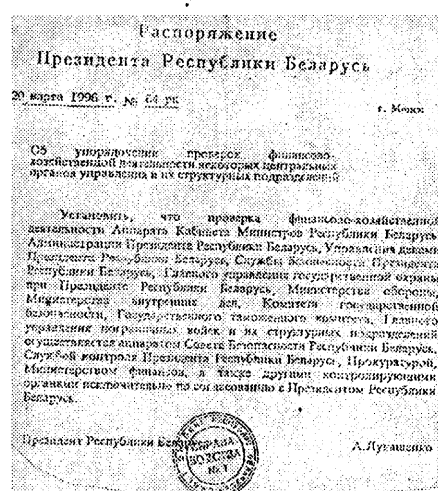 Распоряжение
Президента Республики Беларусь
20 марта 1996 г. № 64 рп
г. Минск
Об упорядочении проверок финансово-
хозяйственной деятельности некоторых центральных
органов управления и их структурных подразделений
Установить, что проверка финансово-хозяйственной
деятельности Аппарата Кабинета Министров Республики Беларусь,
Администрации Президента Республики Беларусь, Управления делами
Президента Республики Беларусь, Службы безопасности Президента
Республики Беларусь, Главного управления государственной охраны
при Президенте Республики Беларусь, Министерства обороны,
Министерства внутренних дел, Комитета государственной
безопасности, Государственного таможенного комитета, Главного
управления пограничных войск и их структурных подразделений
осуществляется аппаратом Совета Безопасности Республики Беларусь,
Службой контроля Президента Республики Беларусь, Прокуратурой,
Министерством финансов, а также другими контролирующими
органами исключительно по согласованию с Президентом Республики
Беларусь.
Президент Республики Беларусь
А.Лукашенко
№ 1